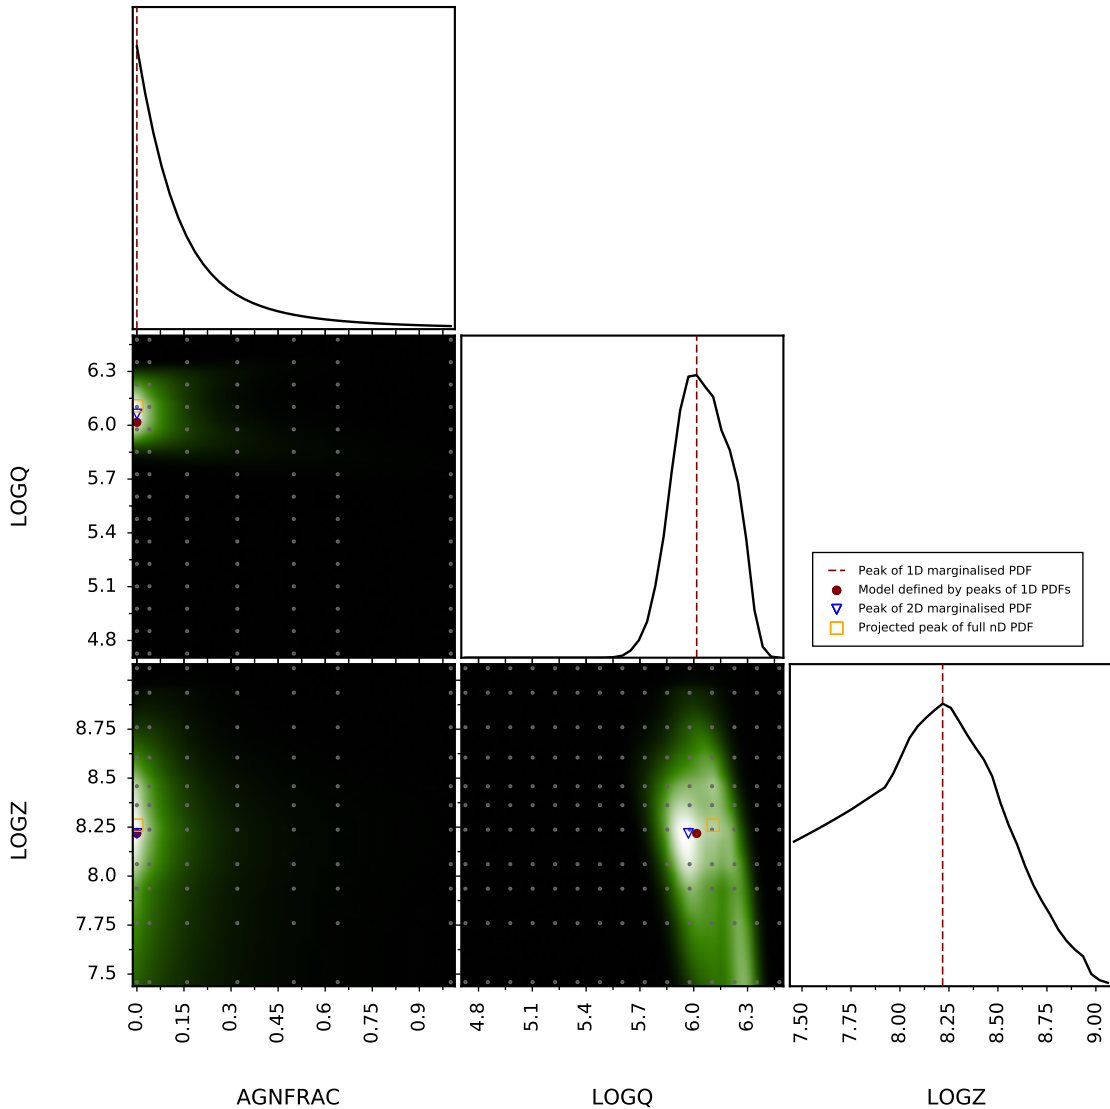 LOGQ
6.3
6.0
5.7
5.4
5.1
4.8
Peak of 1D marginalised PDF
Model defined by peaks of 1D PDFs
Peak of 2D marginalised PDF
Projected peak of full nD PDF
LOGZ
8.75
8.5
8.25
8.0
7.75
7.5
0.0 0.15 0.3 0.45 0.6 0.75 0.9
4.8 5.1 5.4 5.7 6.0 6.3
7.50 7.75 8.00 8.25 8.50 8.75 9.00
AGNFRAC LOGQ LOGZ